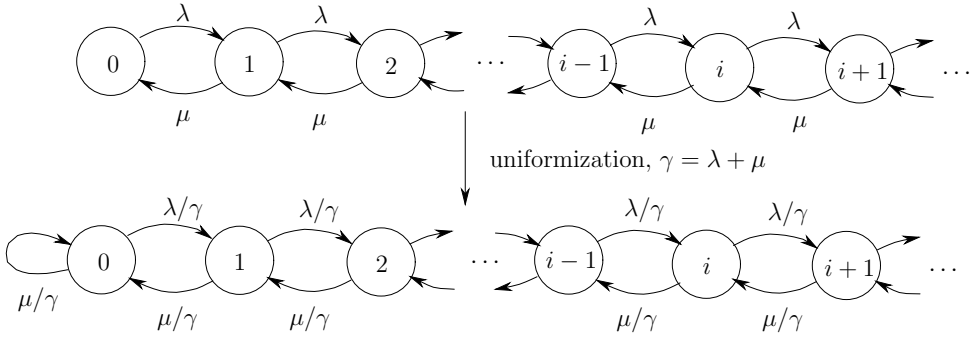 λ λ λ λ
0 1 2 ··· i − 1 i i + 1 ···
μ μ μ μ
uniformization, γ = λ + μ
λ/γ λ/γ λ/γ λ/γ
0 1 2 ··· i − 1 i i + 1 ···
μ/γ μ/γ μ/γ μ/γ μ/γ